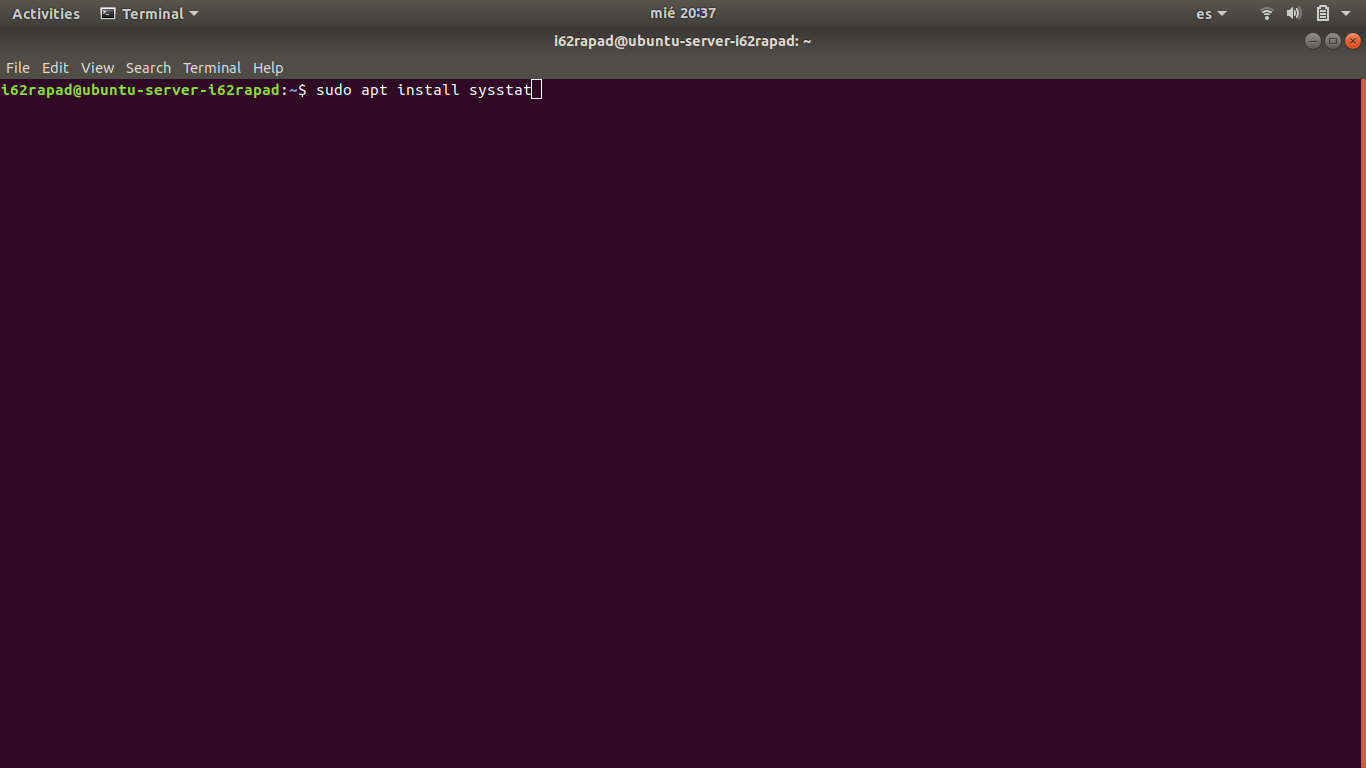 Activities Terminal mié 20:37 es
i62rapad@ubuntu-server-i62rapad: ~
File Edit View Search Terminal Help
i62rapad@ubuntu-server-i62rapad:~$ sudo apt install sysstat